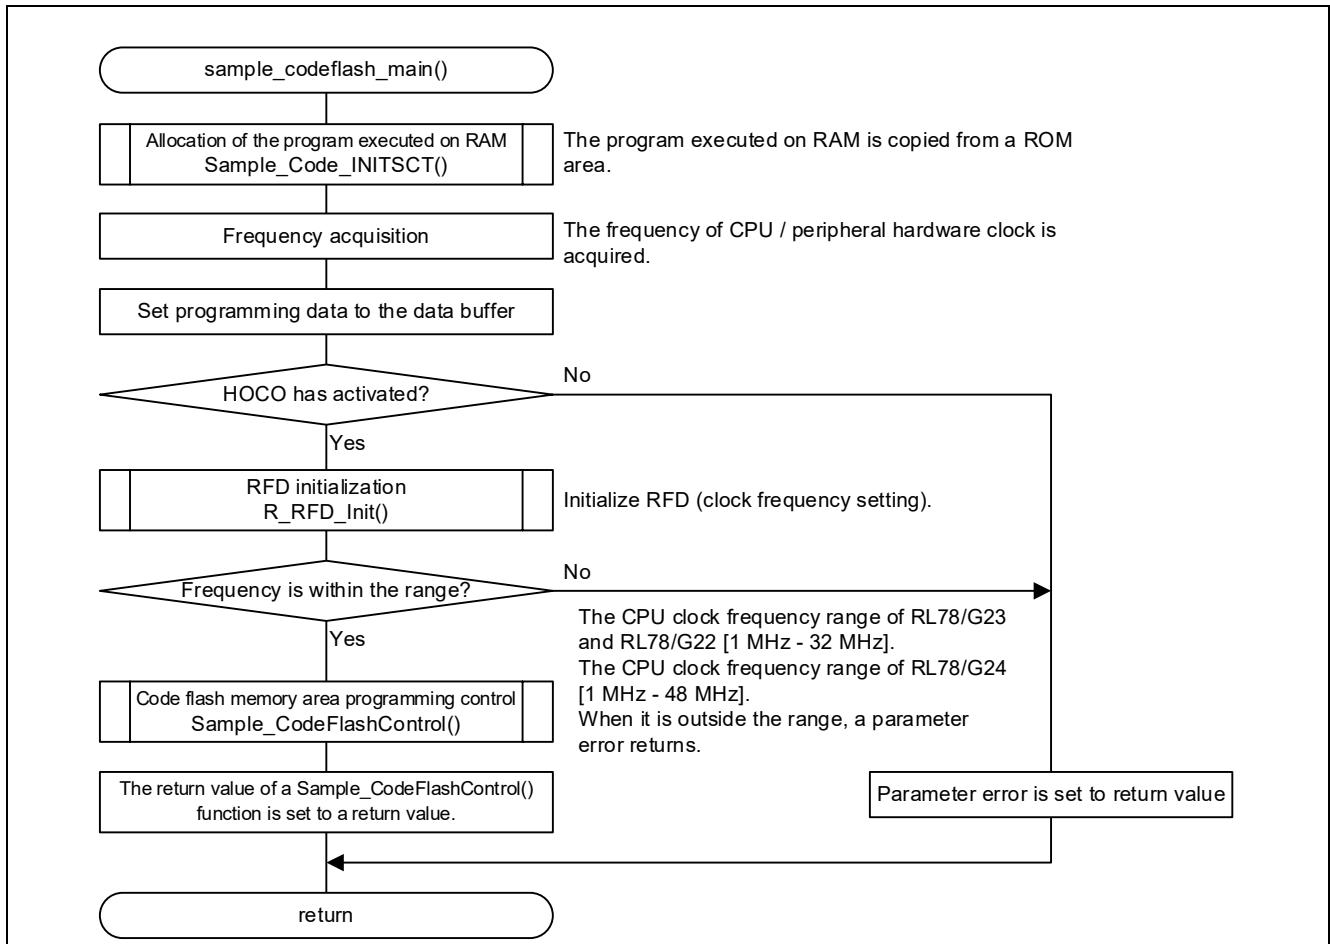 sample_codeflash_main()
Allocation of the program executed on RAM
Sample_Code_INITSCT()
The program executed on RAM is copied from a ROM
area.
Frequency acquisition
The frequency of CPU / peripheral hardware clock is
acquired.
Set programming data to the data buffer
HOCO has activated?
No
Yes
RFD initialization
R_RFD_Init()
Initialize RFD (clock frequency setting).
Frequency is within the range?
No
Yes
The CPU clock frequency range of RL78/G23
and RL78/G22 [1 MHz - 32 MHz].
The CPU clock frequency range of RL78/G24
[1 MHz - 48 MHz].
When it is outside the range, a parameter
error returns.
Code flash memory area programming control
Sample_CodeFlashControl()
The return value of a Sample_CodeFlashControl()
function is set to a return value.
Parameter error is set to return value
return